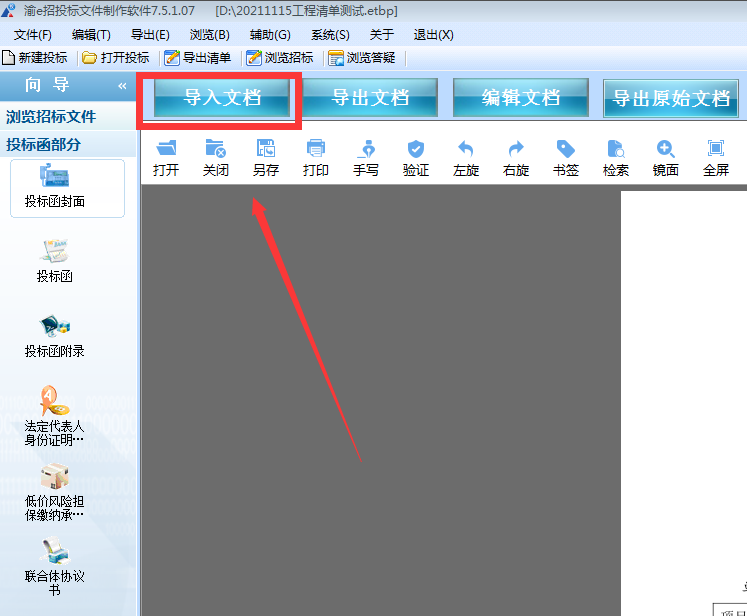 渝e招投标文件制作软件7.5.1.07 [D:\20211115工程清单测试.etbp]
文件(F) 编辑(T) 导出(E) 浏览(B) 辅助(G) 系统(S) 关于 退出(X)
新建投标 打开投标 导出清单 浏览招标 浏览答疑
向 导 «
导入文档 导出文档 编辑文档 导出原始文档
浏览招标文件
投标函部分
打开 关闭 另存 打印 手写 验证 左旋 右旋 书签 检索 镜面 全屏
投标函封面
投标函
投标函附录
法定代表人
身份证明…
低价风险担
保缴纳承…
联合体协议
书